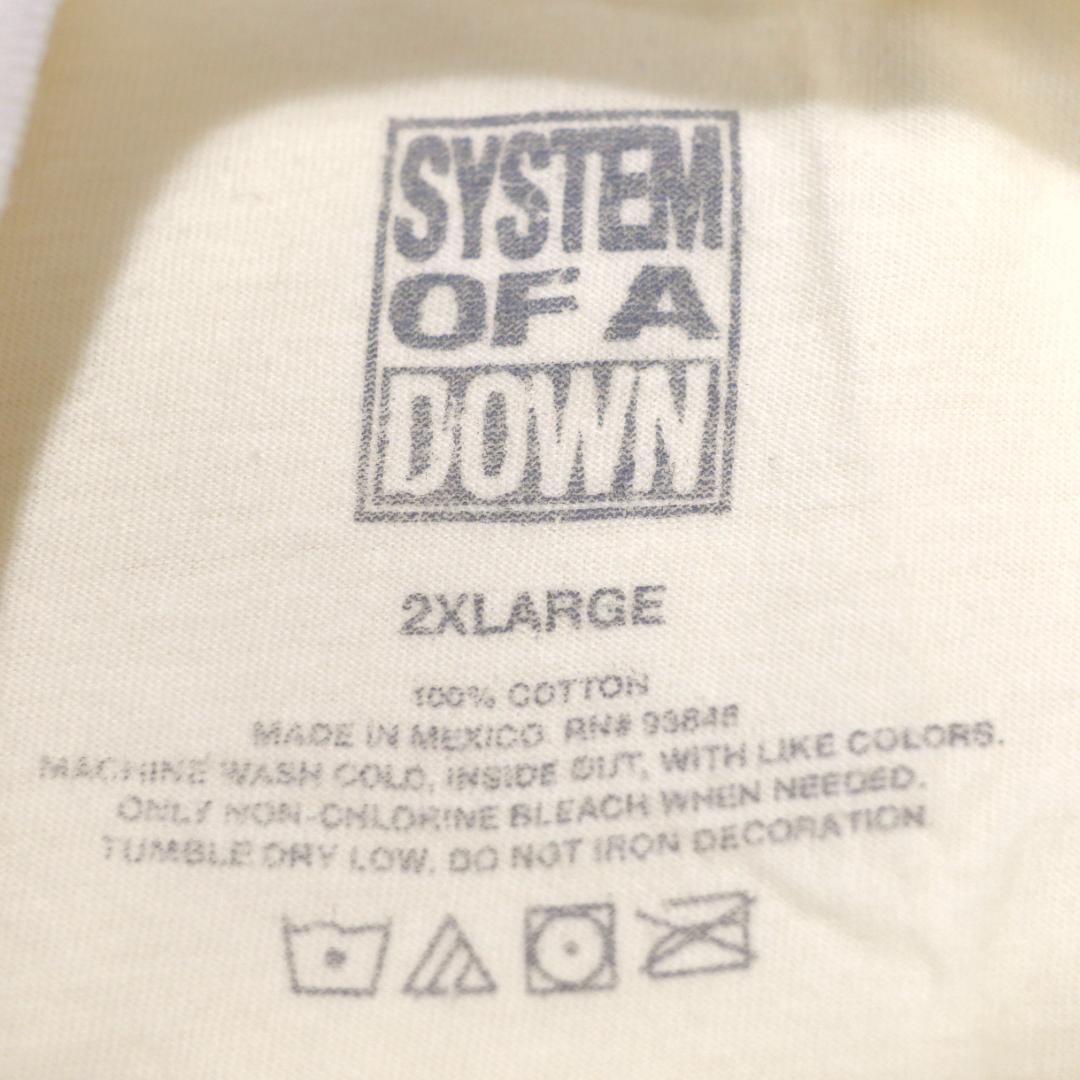 SYSTEM
OF A
DOWN
2XLARGE
100% COTTON
MADE IN MEXICO RN# 93846
MACHINE WASH COLD, INSIDE OUT, WITH LIKE COLORS.
ONLY NON-CHLORINE BLEACH WHEN NEEDED.
TUMBLE DRY LOW. DO NOT IRON DECORATION